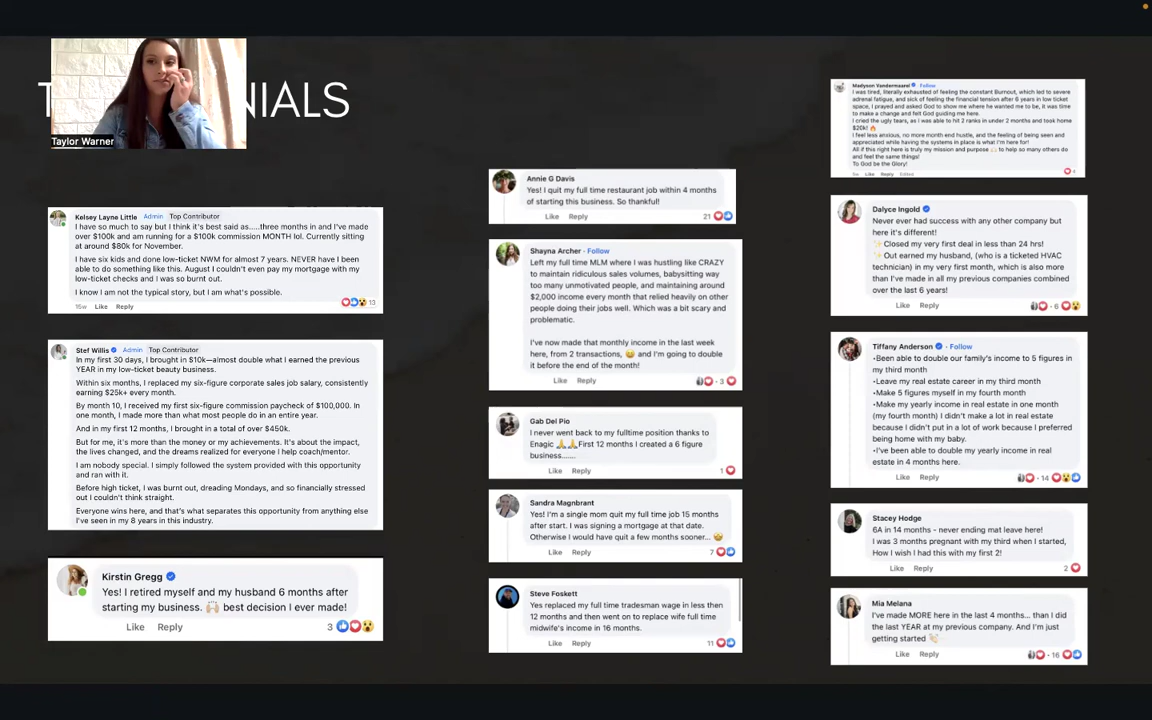 T NIALS
Taylor Warner
Kelsey Layne Little Admin Top Contributor
I have so much to say but I think it's best said as.....three months in and I've made
over $100k and am running for a $100k commission MONTH lol. Currently sitting
at around $80k for November.
I have six kids and done low-ticket NWM for almost 7 years. NEVER have I been
able to do something like this. August I couldn't even pay my mortgage with my
low-ticket checks and I was so burnt out.
I know I am not the typical story, but I am what's possible.
Like Reply 13
Stef Willis Admin Top Contributor
In my first 30 days, I brought in $10k—almost double what I earned the previous
YEAR in my low-ticket beauty business.
Within six months, I replaced my six-figure corporate sales job salary, consistently
earning $25k+ every month.
By month 10, I received my first six-figure commission paycheck of $100,000. In
one month, I made more than what most people do in an entire year.
And in my first 12 months, I brought in a total of over $450k.
But for me, it's more than the money or my achievements. It's about the impact,
the lives changed, and the dreams realized for everyone I help coach/mentor.
I am nobody special. I simply followed the system provided with this opportunity
and ran with it.
Before high ticket, I was burnt out, dreading Mondays, and so financially stressed
out I couldn't think straight.
Everyone wins here, and that's what separates this opportunity from anything else
I've seen in my 8 years in this industry.
Kirstin Gregg
Yes! I retired myself and my husband 6 months after
starting my business. 🙌🏻 best decision I ever made!
Like Reply 3
Annie G Davis
Yes! I quit my full time restaurant job within 4 months
of starting this business. So thankful!
Like Reply 21
Shayna Archer · Follow
Left my full time MLM where I was hustling like CRAZY
to maintain ridiculous sales volumes, babysitting way
too many unmotivated people, and maintaining around
$2,000 income every month that relied heavily on other
people doing their jobs well. Which was a bit scary and
problematic.
I've now made that monthly income in the last week
here, from 2 transactions, 😄 and I'm going to double
it before the end of the month!
Like Reply 3
Gab Del Pio
I never went back to my fulltime position thanks to
Enagic 🙏🙏First 12 months I created a 6 figure
business.......
Like Reply 1
Sandra Magnbrant
Yes! I'm a single mom quit my full time job 15 months
after start. I was signing a mortgage at that date.
Otherwise I would have quit a few months sooner... 🤩
Like Reply 7
Steve Foskett
Yes replaced my full time tradesman wage in less then
12 months and then went on to replace wife full time
midwife's income in 16 months.
Like Reply 11
Madyson Vandermaarel Follow
I was tired, literally exhausted of feeling the constant Burnout, which led to severe
adrenal fatigue, and sick of feeling the financial tension after 6 years in low ticket
space, I prayed and asked God to show me where he wanted me to be, it was time
to make a change and felt God guiding me here.
I cried the ugly tears, as I was able to hit 2 ranks in under 2 months and took home
$20k! 🔥
I feel less anxious, no more month end hustle, and the feeling of being seen and
appreciated while having the systems in place is what I'm here for!
All if this right here is truly my mission and purpose to help so many others do
and feel the same things!
To God be the Glory!
Like Reply Edited 4
Dalyce Ingold
Never ever had success with any other company but
here it's different!
✨Closed my very first deal in less than 24 hrs!
✨Out earned my husband, (who is a ticketed HVAC
technician) in my very first month, which is also more
than I've made in all my previous companies combined
over the last 6 years!
Like Reply 6
Tiffany Anderson · Follow
•Been able to double our family's income to 5 figures in
my third month
•Leave my real estate career in my third month
•Make 5 figures myself in my fourth month
•Make my yearly income in real estate in one month
(my fourth month) I didn't make a lot in real estate
because I didn't put in a lot of work because I preferred
being home with my baby.
•I've been able to double my yearly income in real
estate in 4 months here.
Like Reply 14
Stacey Hodge
6A in 14 months - never ending mat leave here!
I was 3 months pregnant with my third when I started,
How I wish I had this with my first 2!
Like Reply 2
Mia Melana
I've made MORE here in the last 4 months... than I did
the last YEAR at my previous company. And I'm just
getting started 👏🏻
Like Reply 16